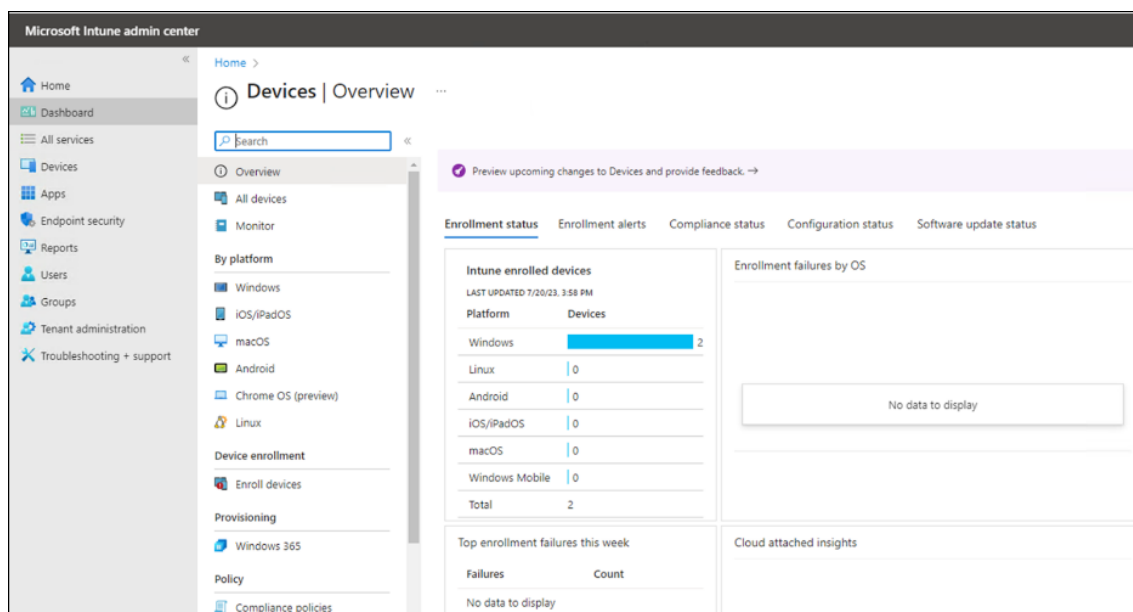 Microsoft Intune admin center
«
Home
Dashboard
All services
Devices
Apps
Endpoint security
Reports
Users
Groups
Tenant administration
Troubleshooting + support
Home >
Devices | Overview ...
Search
«
Overview
All devices
Monitor
By platform
Windows
iOS/iPadOS
macOS
Android
Chrome OS (preview)
Linux
Device enrollment
Enroll devices
Provisioning
Windows 365
Policy
Compliance policies
Preview upcoming changes to Devices and provide feedback. →
Enrollment status Enrollment alerts Compliance status Configuration status Software update status
Intune enrolled devices
LAST UPDATED 7/20/23, 3:58 PM
Platform Devices
Windows 2
Linux 0
Android 0
iOS/iPadOS 0
macOS 0
Windows Mobile 0
Total 2
Enrollment failures by OS
No data to display
Top enrollment failures this week
Failures Count
No data to display
Cloud attached insights